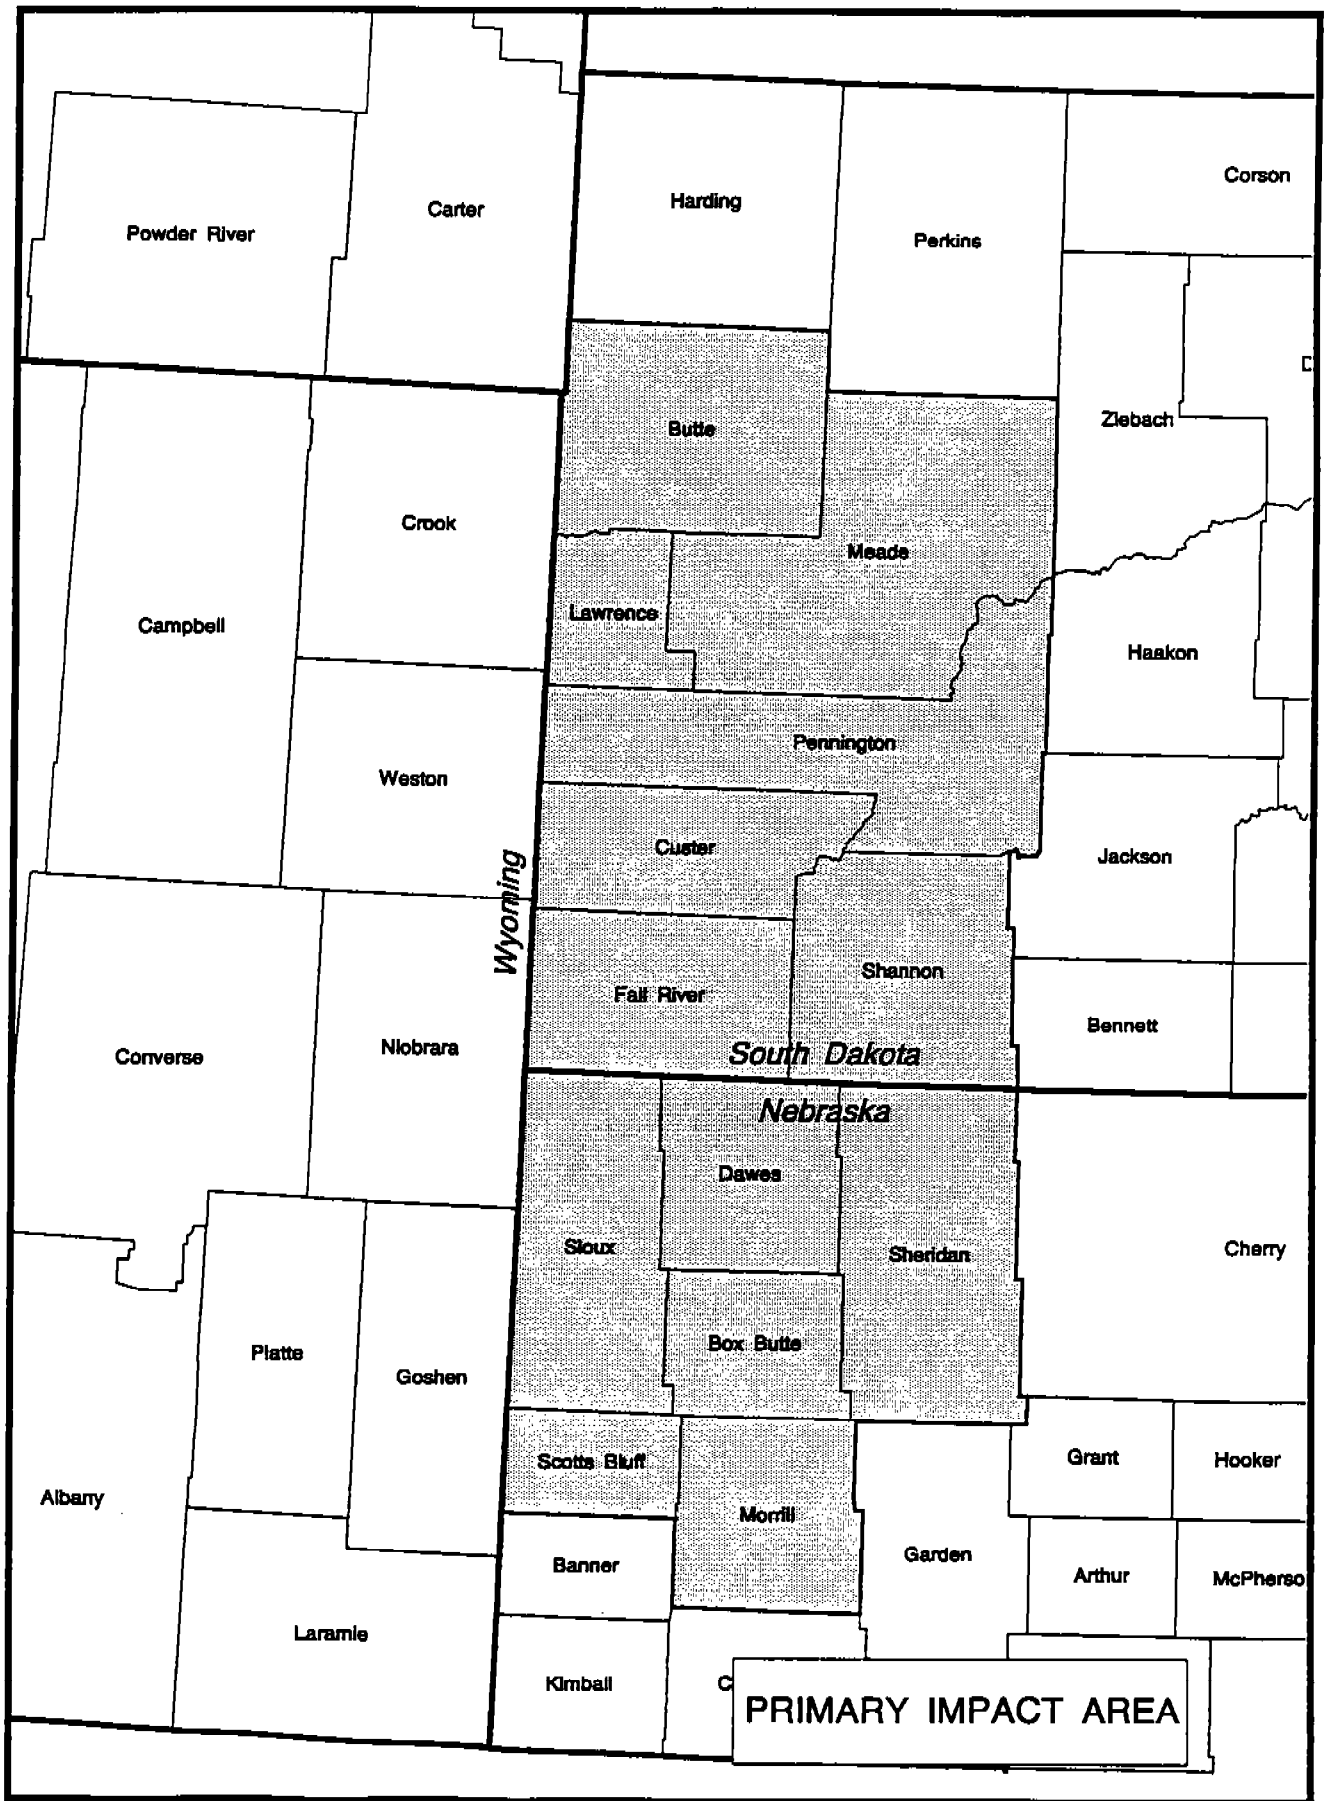 Corson
Harding
Carter
Powder River
Perkins
Ziebach
Butte
Crook
Meade
Lawrence
Campbell
Haakon
Pennington
Weston
Custer
Jackson
Wyoming
Shannon
Fall River
Bennett
Niobrara
Converse
South Dakota
Nebraska
Dawes
Sioux
Sheridan
Cherry
Box Butte
Platte
Goshen
Scotts Bluff
Grant
Hooker
Albany
Morrill
Garden
Banner
Arthur
McPherso
Laramie
Kimball
C
PRIMARY IMPACT AREA